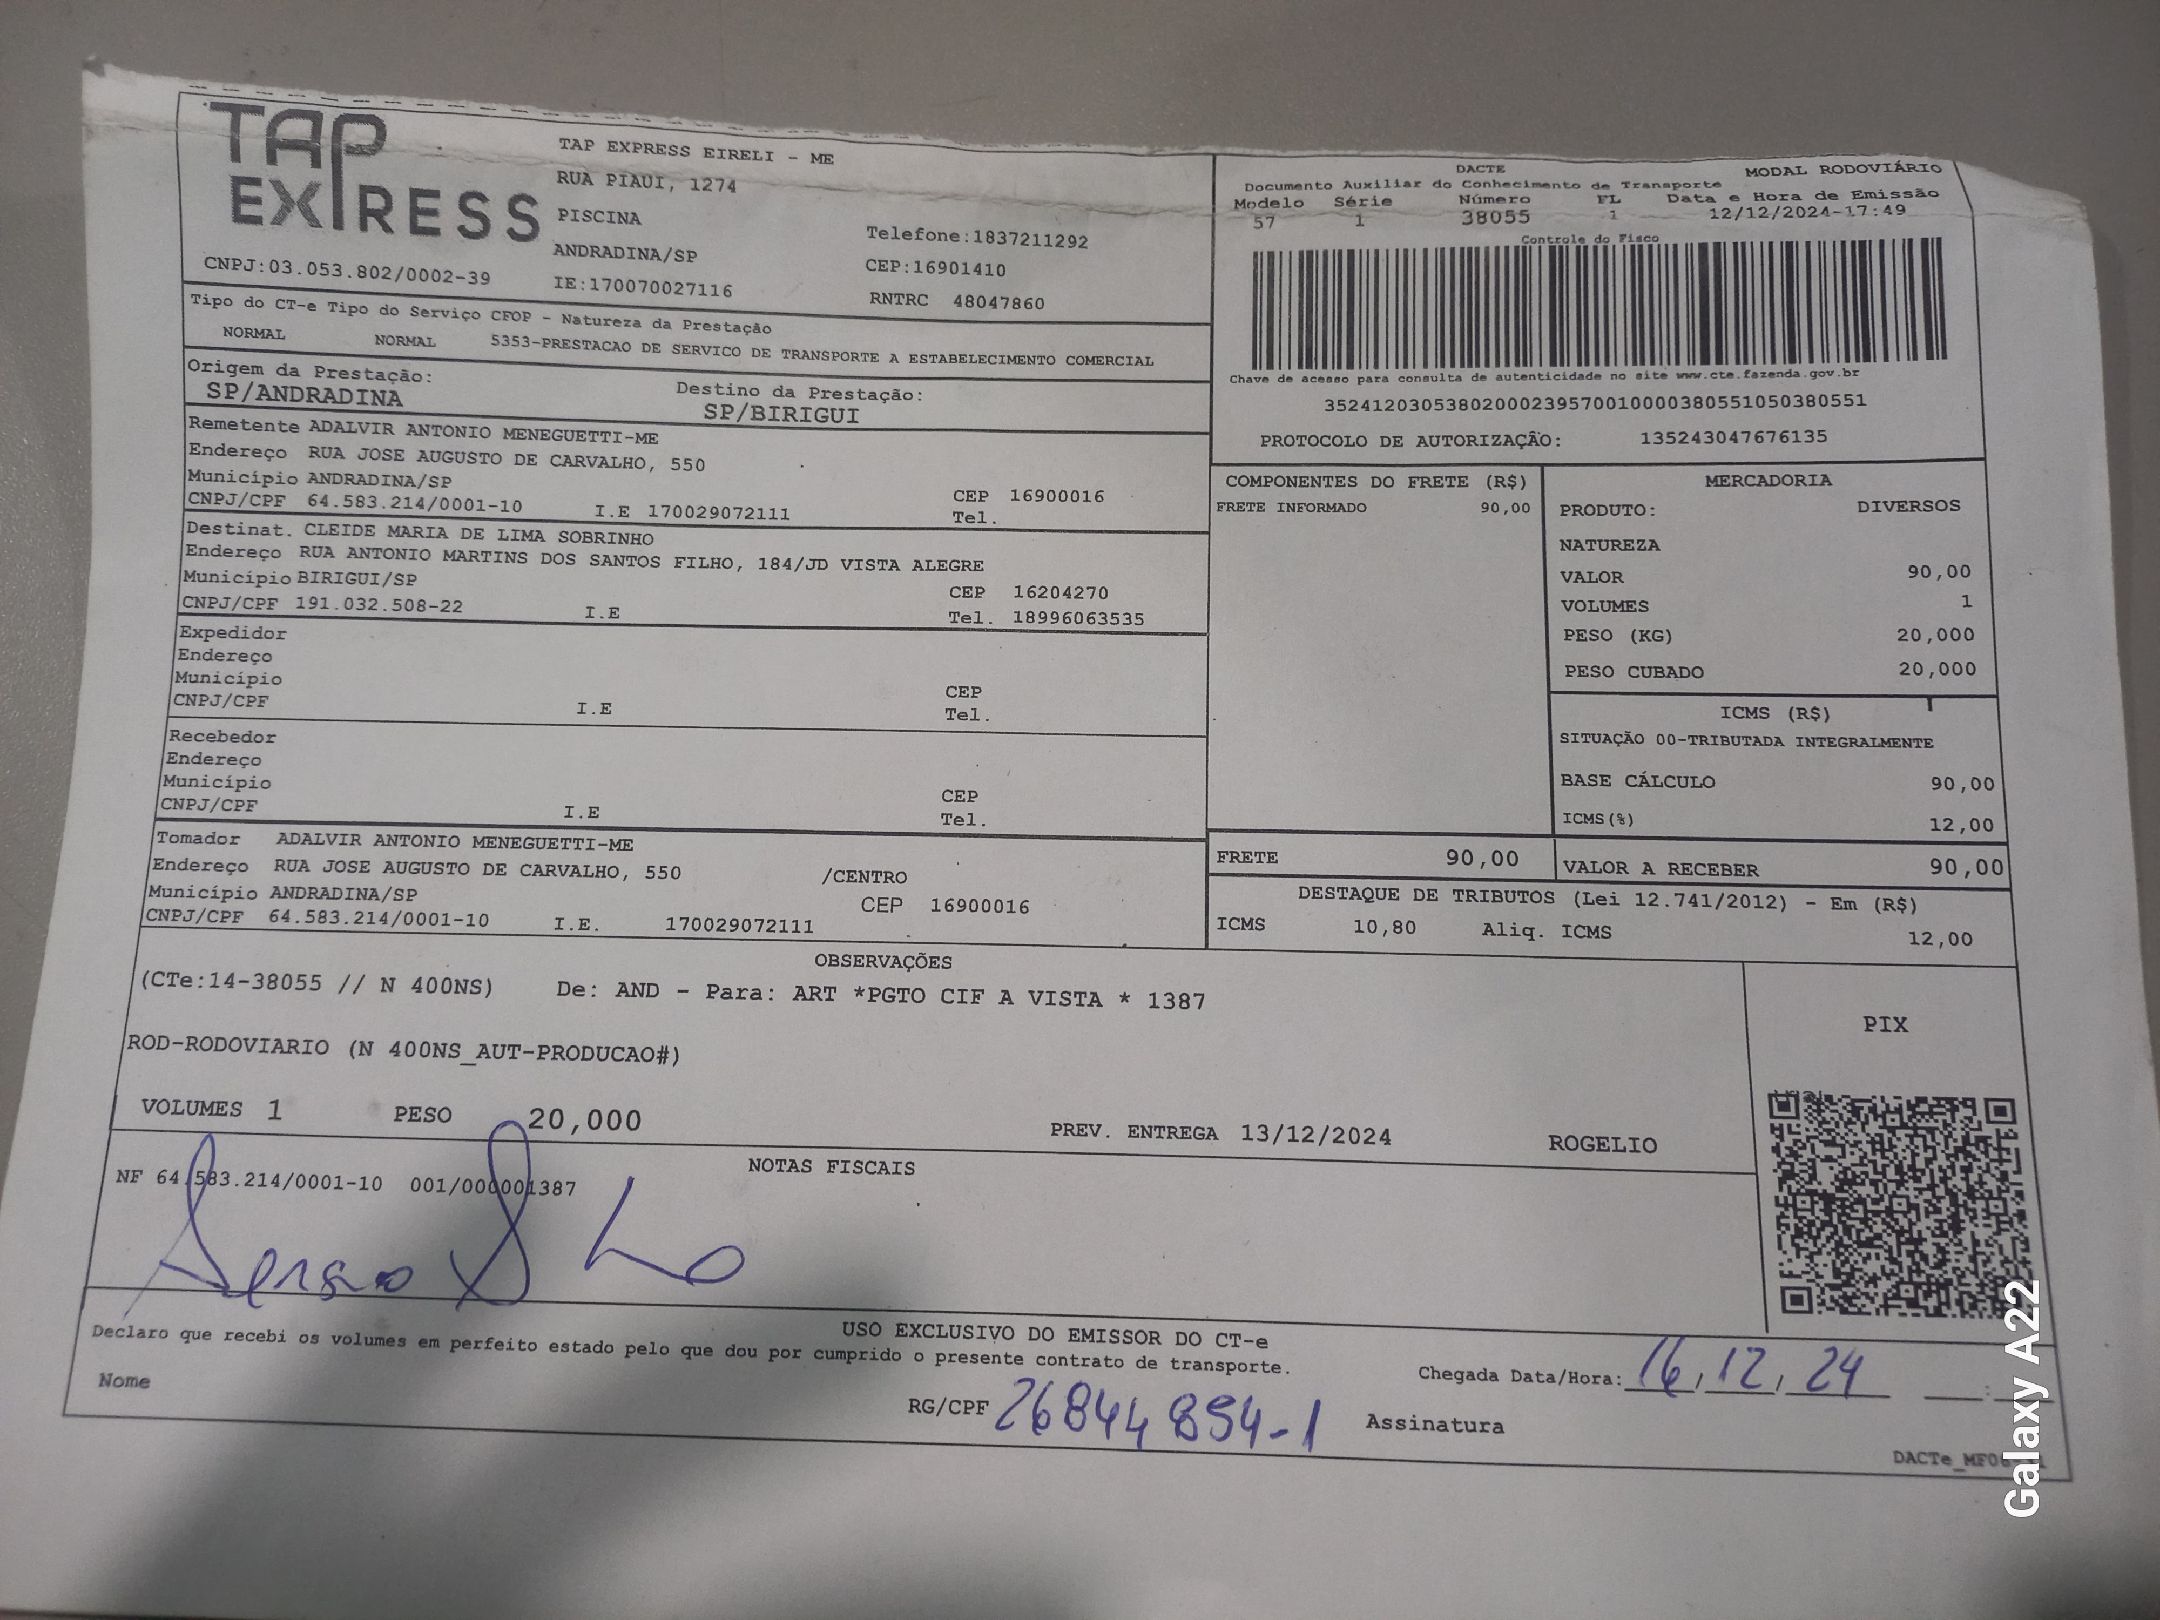 TAP
EXPRESS
TAP EXPRESS EIRELI - ME
RUA PIAUI, 1274
PISCINA
ANDRADINA/SP
Telefone:1837211292
CEP:16901410
CNPJ:03.053.802/0002-39
IE:170070027116
RNTRC 48047860
DACTE
MODAL RODOVIÁRIO
Documento Auxiliar do Conhecimento de Transporte
Modelo Série Número FL Data e Hora de Emissão
57 1 38055 1 12/12/2024-17:49
Controle do Fisco
Chave de acesso para consulta de autenticidade no site www.cte.fazenda.gov.br
35241203053802000239570010000380551050380551
PROTOCOLO DE AUTORIZAÇÃO: 135243047676135
Tipo do CT-e Tipo do Serviço CFOP - Natureza da Prestação
NORMAL NORMAL 5353-PRESTACAO DE SERVICO DE TRANSPORTE A ESTABELECIMENTO COMERCIAL
Origem da Prestação: Destino da Prestação:
SP/ANDRADINA SP/BIRIGUI
Remetente ADALVIR ANTONIO MENEGUETTI-ME
Endereço RUA JOSE AUGUSTO DE CARVALHO, 550
Município ANDRADINA/SP CEP 16900016
CNPJ/CPF 64.583.214/0001-10 I.E 170029072111 Tel.
Destinat. CLEIDE MARIA DE LIMA SOBRINHO
Endereço RUA ANTONIO MARTINS DOS SANTOS FILHO, 184/JD VISTA ALEGRE
Município BIRIGUI/SP CEP 16204270
CNPJ/CPF 191.032.508-22 I.E Tel. 18996063535
Expedidor
Endereço
Município CEP
CNPJ/CPF I.E Tel.
Recebedor
Endereço
Município CEP
CNPJ/CPF I.E Tel.
Tomador ADALVIR ANTONIO MENEGUETTI-ME
Endereço RUA JOSE AUGUSTO DE CARVALHO, 550 /CENTRO
Município ANDRADINA/SP CEP 16900016
CNPJ/CPF 64.583.214/0001-10 I.E. 170029072111
COMPONENTES DO FRETE (R$)
FRETE INFORMADO 90,00
MERCADORIA
PRODUTO: DIVERSOS
NATUREZA
VALOR 90,00
VOLUMES 1
PESO (KG) 20,000
PESO CUBADO 20,000
ICMS (R$)
SITUAÇÃO 00-TRIBUTADA INTEGRALMENTE
BASE CÁLCULO 90,00
ICMS(%) 12,00
FRETE 90,00 VALOR A RECEBER 90,00
DESTAQUE DE TRIBUTOS (Lei 12.741/2012) - Em (R$)
ICMS 10,80 Aliq. ICMS 12,00
OBSERVAÇÕES
(CTe:14-38055 // N 400NS) De: AND - Para: ART *PGTO CIF A VISTA * 1387
ROD-RODOVIARIO (N 400NS_AUT-PRODUCAO#)
VOLUMES 1 PESO 20,000 PREV. ENTREGA 13/12/2024 ROGELIO
PIX
NOTAS FISCAIS
NF 64.583.214/0001-10 001/000001387
USO EXCLUSIVO DO EMISSOR DO CT-e
Declaro que recebi os volumes em perfeito estado pelo que dou por cumprido o presente contrato de transporte.
Chegada Data/Hora: 16, 12, 24
Nome RG/CPF 26844894-1 Assinatura
Galaxy A22